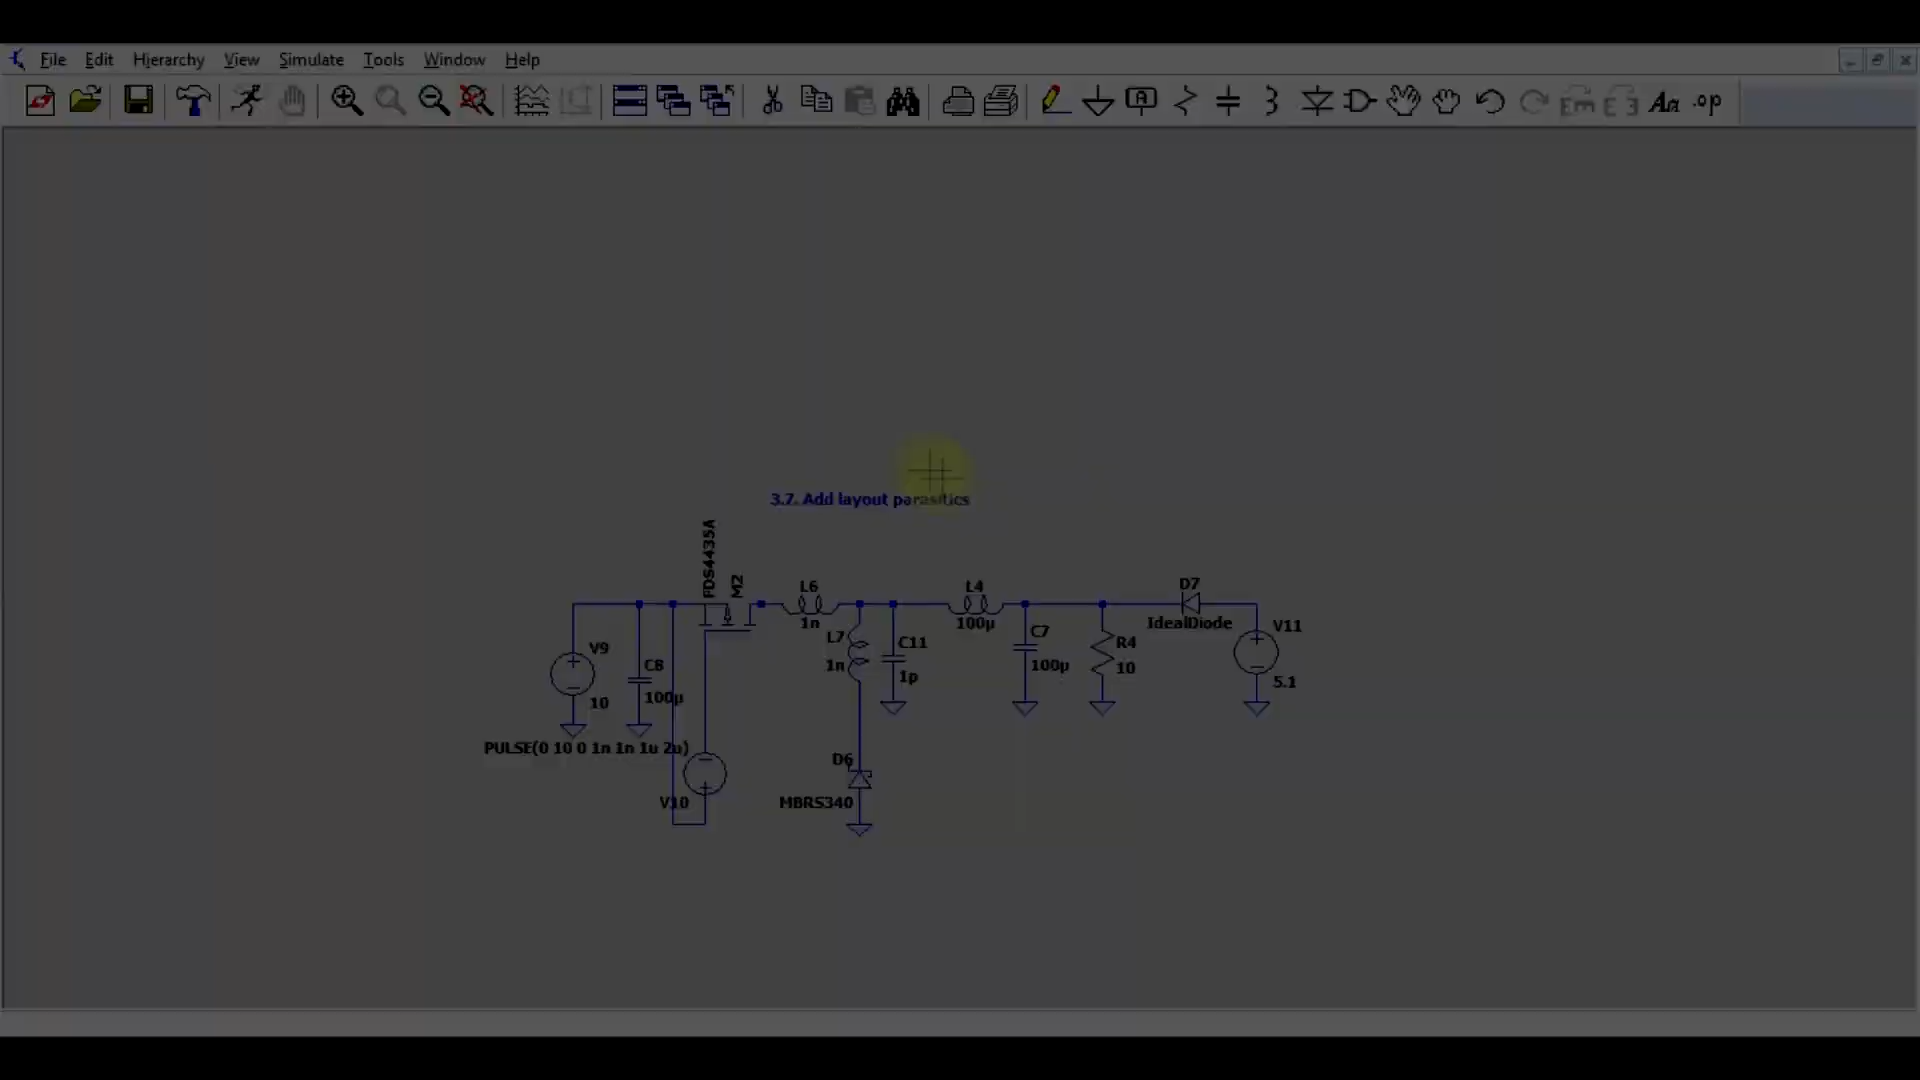 File Edit Hierarchy View Simulate Tools Window Help
A Aa .op
3.7. Add layout parasitics
FDS4435A
M2
L6
1n
L4
100µ
D7
IdealDiode
V11
5.1
L7
1n
C11
1p
C7
100µ
R4
10
V9
10
C8
100µ
PULSE(0 10 0 1n 1n 1u 2u)
V10
D6
MBRS340